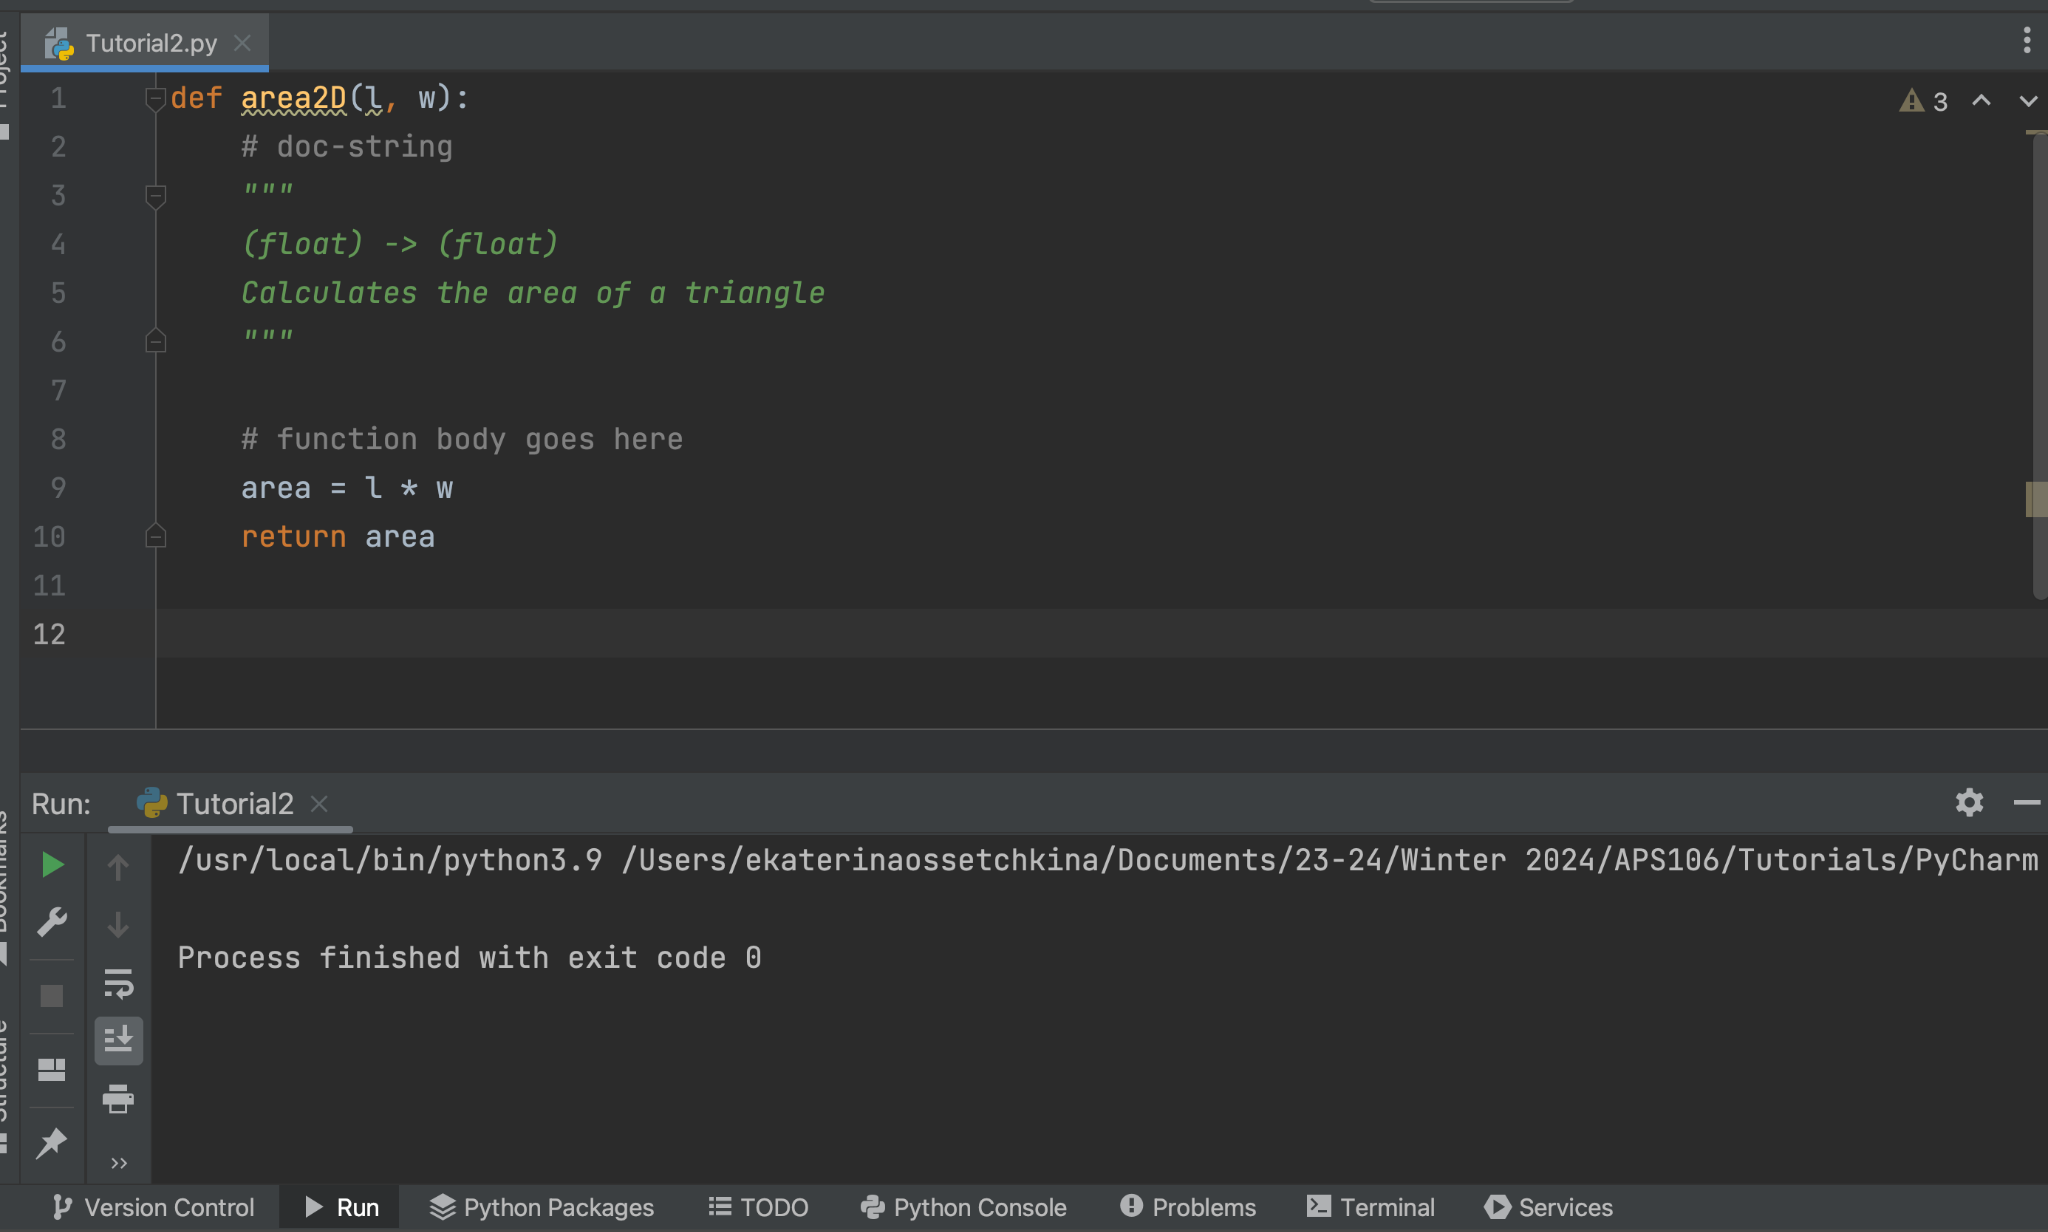 Tutorial2.py
1 def area2D(l, w):
3
2 # doc-string
3 """
4 (float) -> (float)
5 Calculates the area of a triangle
6 """
7
8 # function body goes here
9 area = l * w
10 return area
11
12
Run: Tutorial2
/usr/local/bin/python3.9 /Users/ekaterinaossetchkina/Documents/23-24/Winter 2024/APS106/Tutorials/PyCharm
Process finished with exit code 0
Project
Bookmarks
Structure
Version Control Run Python Packages TODO Python Console Problems Terminal Services